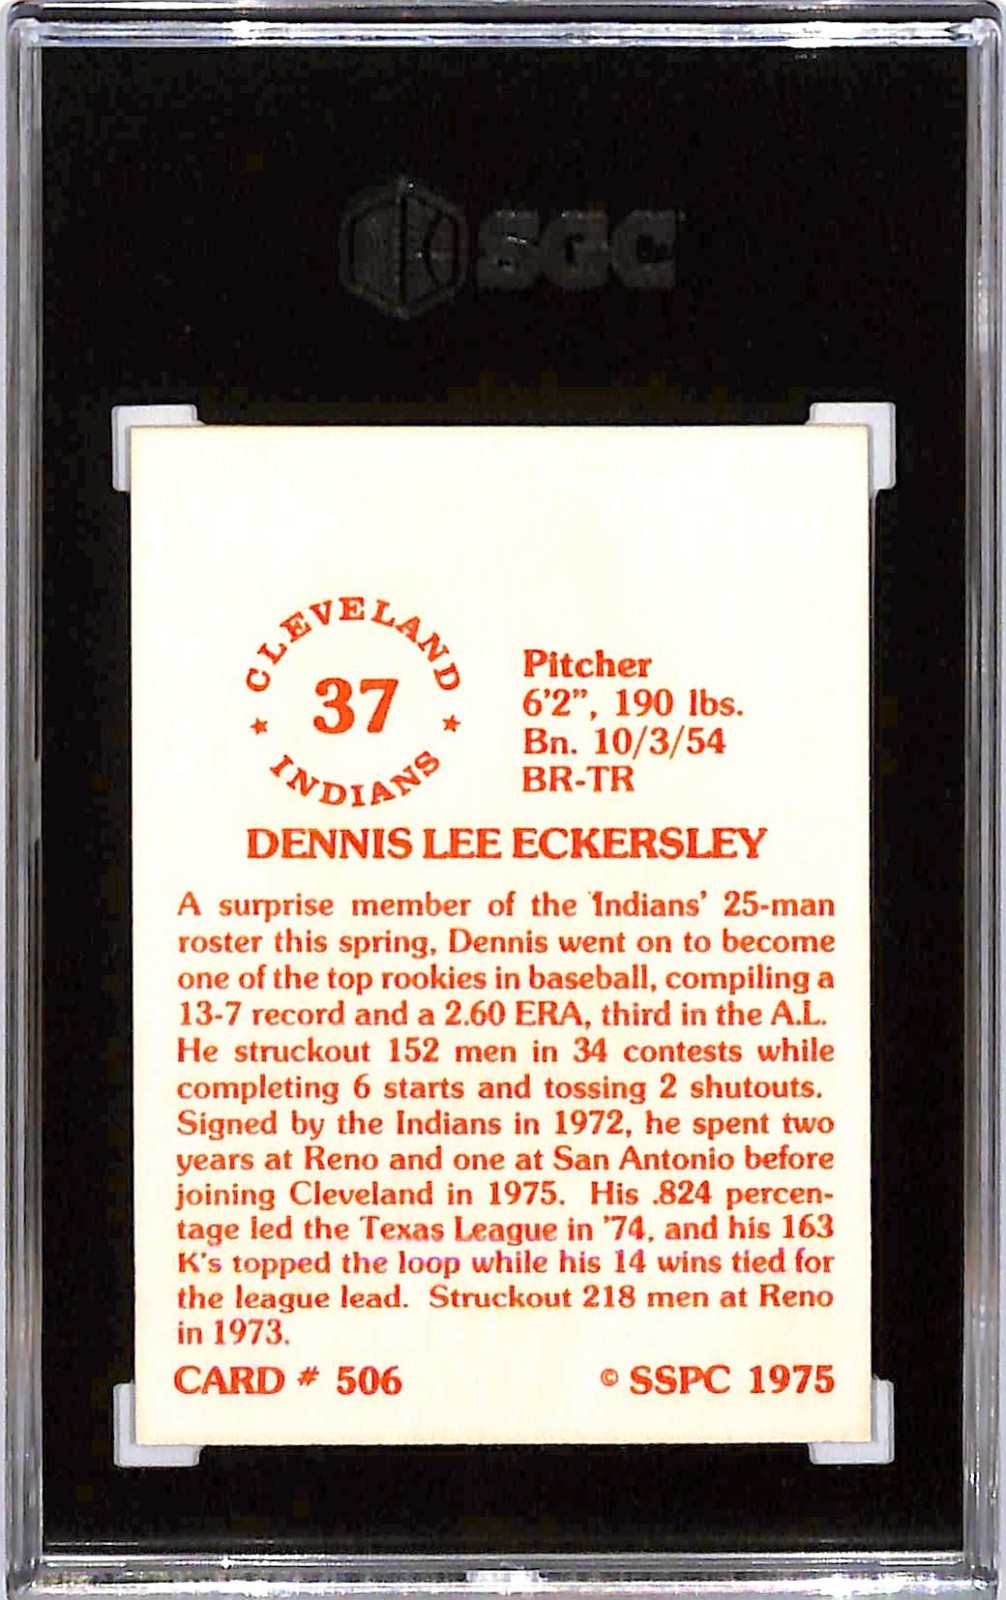 SGC
CLEVELAND
37
INDIANS
Pitcher
6'2", 190 lbs.
Bn. 10/3/54
BR-TR
DENNIS LEE ECKERSLEY
A surprise member of the Indians' 25-man
roster this spring, Dennis went on to become
one of the top rookies in baseball, compiling a
13-7 record and a 2.60 ERA, third in the A.L.
He struckout 152 men in 34 contests while
completing 6 starts and tossing 2 shutouts.
Signed by the Indians in 1972, he spent two
years at Reno and one at San Antonio before
joining Cleveland in 1975. His .824 percen-
tage led the Texas League in '74, and his 163
K's topped the loop while his 14 wins tied for
the league lead. Struckout 218 men at Reno
in 1973.
CARD # 506 © SSPC 1975